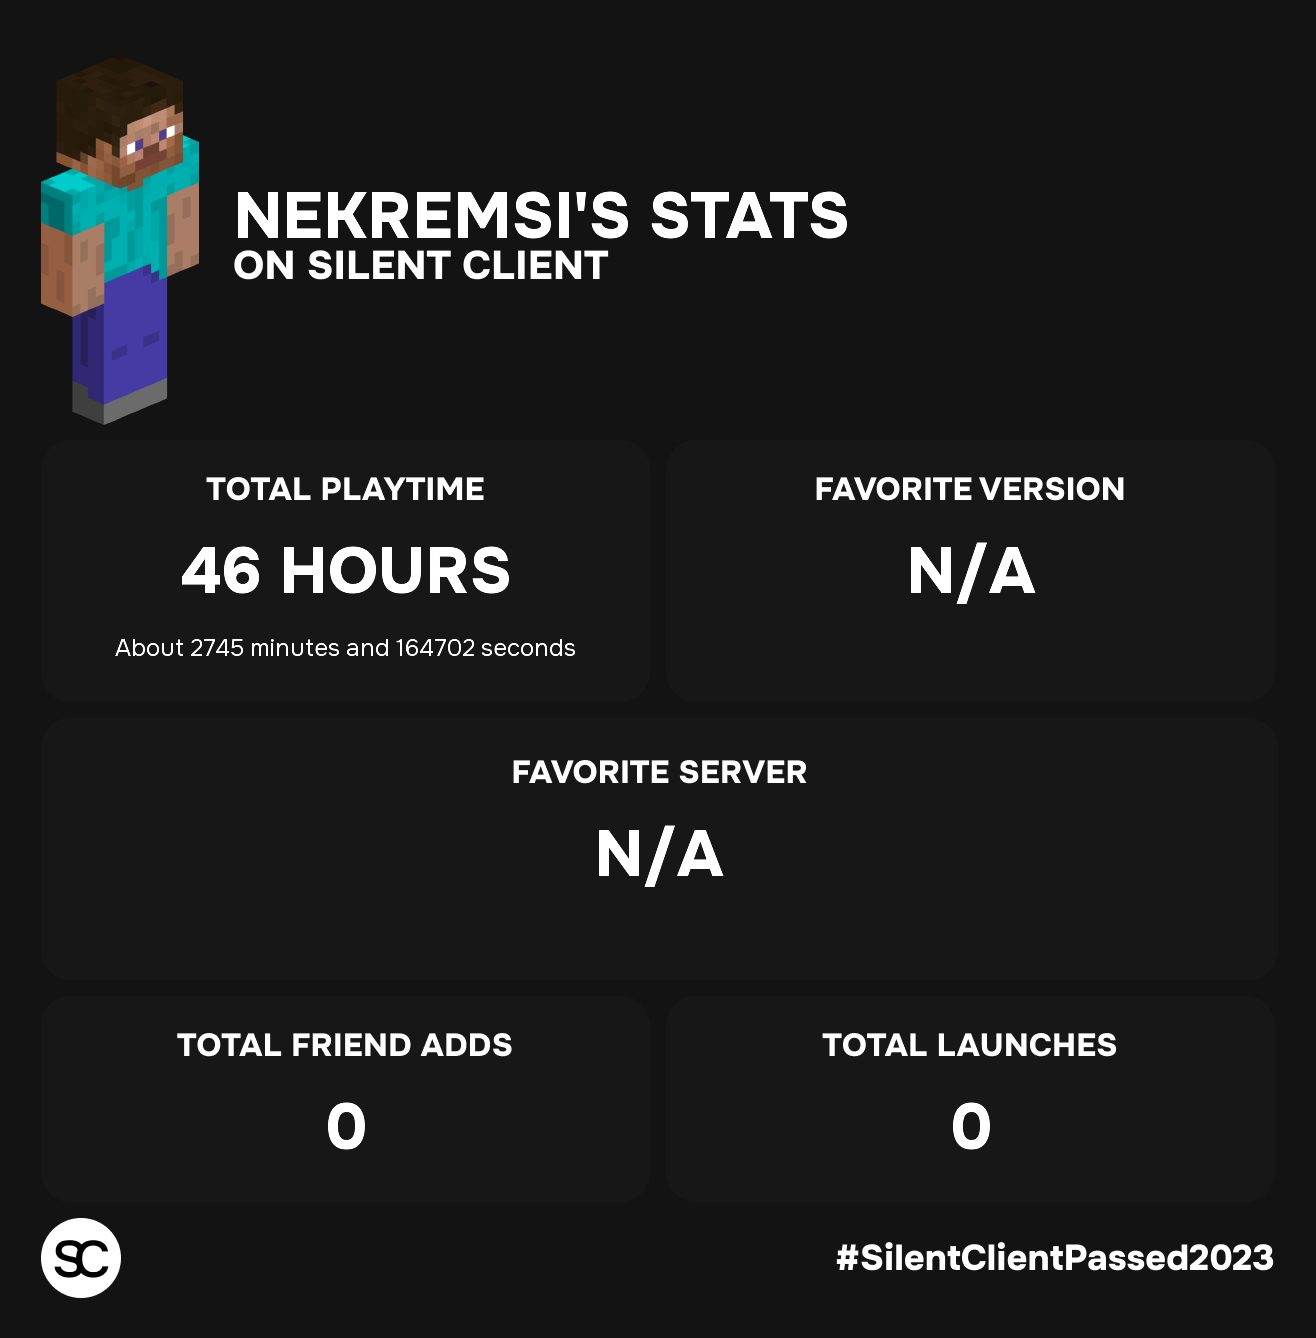 NEKREMSI'S STATS
ON SILENT CLIENT
TOTAL PLAYTIME
46 HOURS
About 2745 minutes and 164702 seconds
FAVORITE VERSION
N/A
FAVORITE SERVER
N/A
TOTAL FRIEND ADDS
0
TOTAL LAUNCHES
0
SC
#SilentClientPassed2023